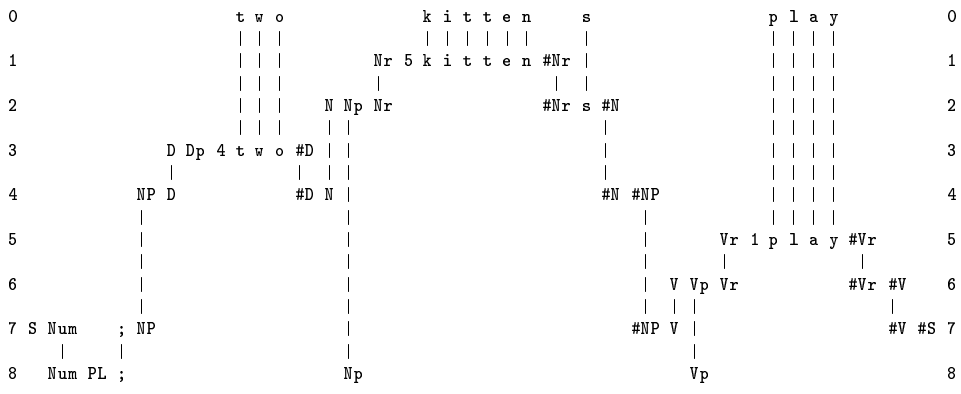 0 t w o k i t t e n s p l a y 0
1 Nr 5 k i t t e n #Nr 1
2 N Np Nr #Nr s #N 2
3 D Dp 4 t w o #D 3
4 NP D #D N #N #NP 4
5 Vr 1 p l a y #Vr 5
6 V Vp Vr #Vr #V 6
7 S Num ; NP #NP V #V #S 7
8 Num PL ; Np Vp 8